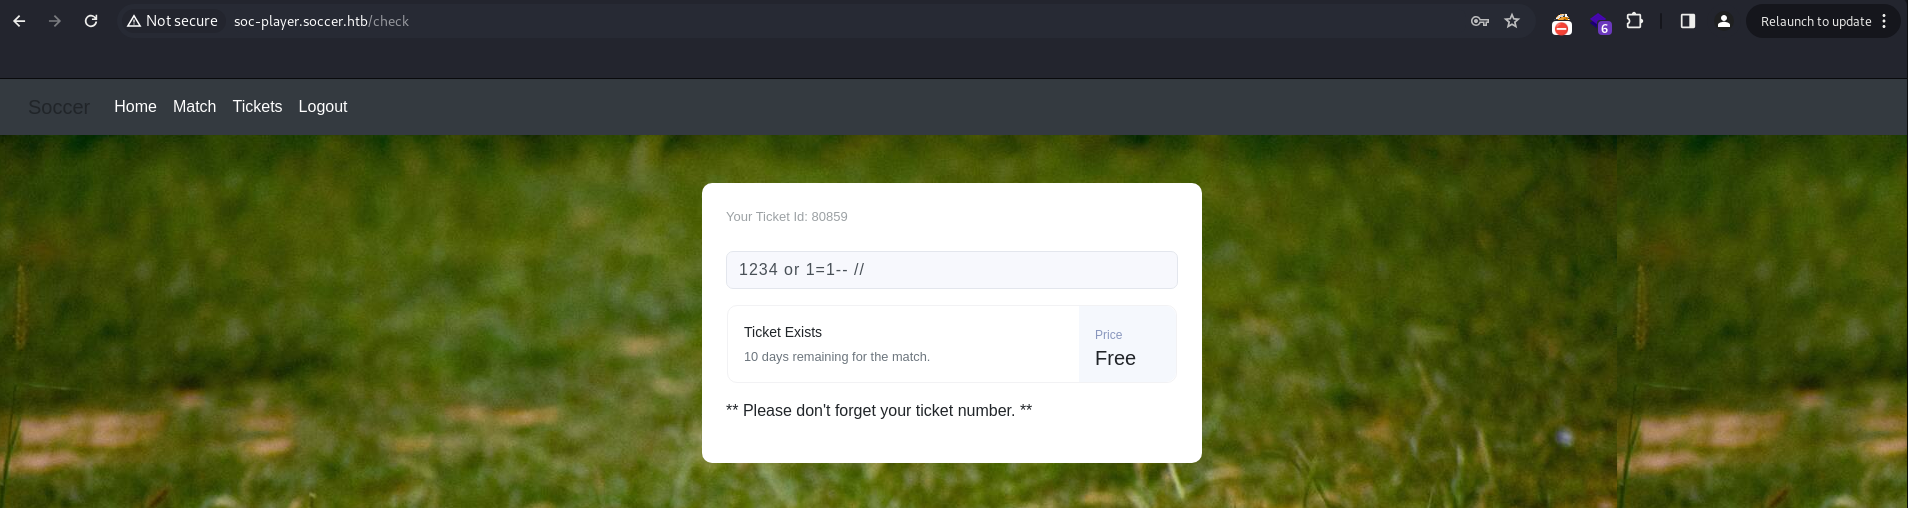 Not secure soc-player.soccer.htb/check 6 Relaunch to update
Soccer Home Match Tickets Logout
Your Ticket Id: 80859
1234 or 1=1-- //
Ticket Exists
10 days remaining for the match.
Price
Free
** Please don't forget your ticket number. **